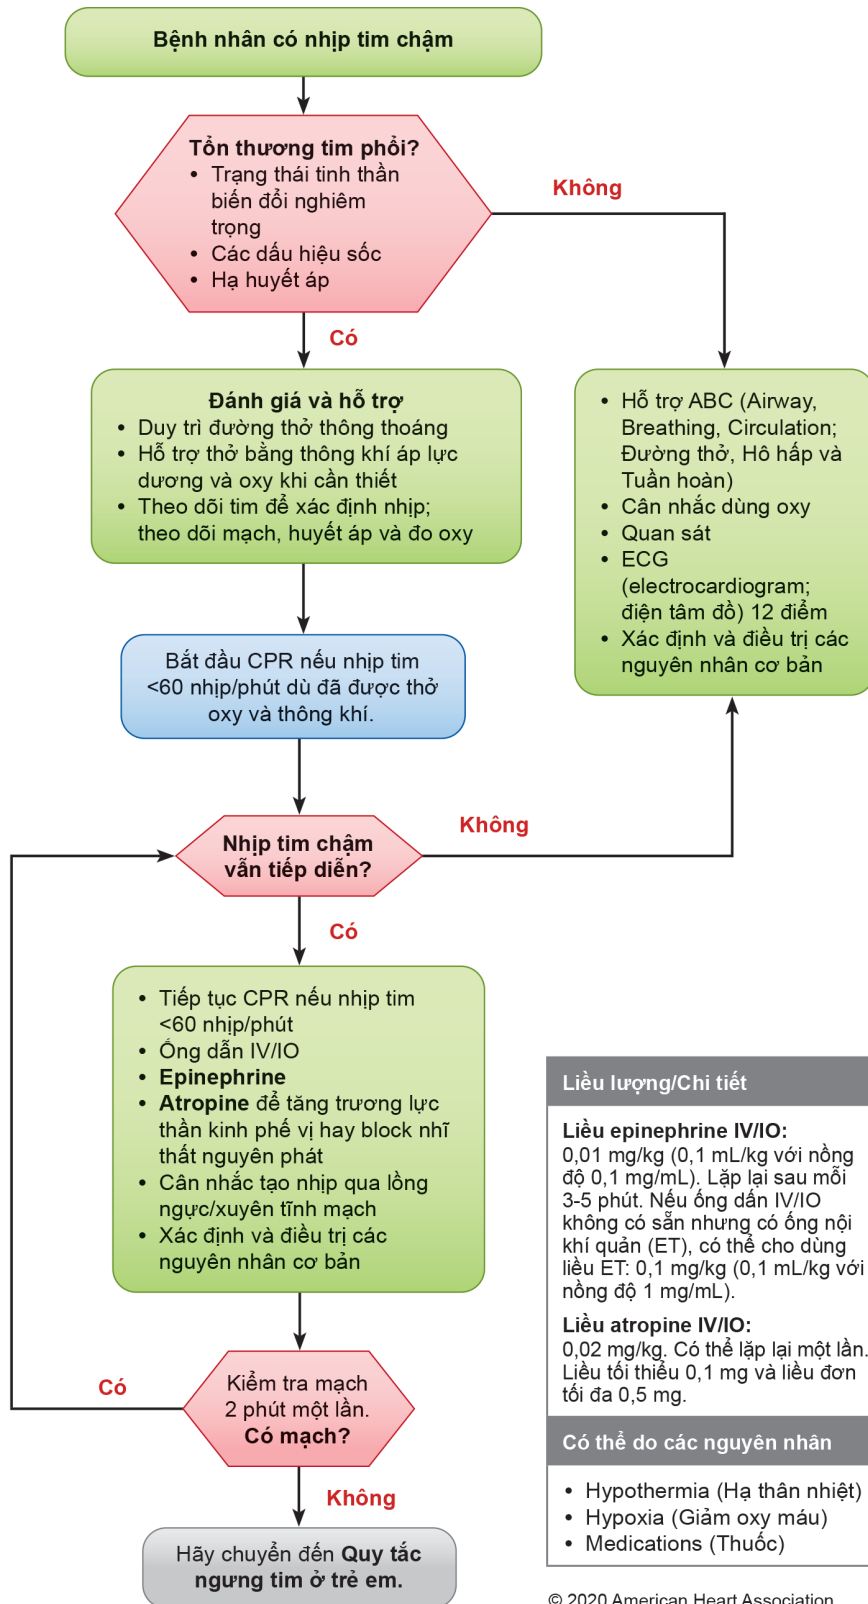 Bệnh nhân có nhịp tim chậm
Tổn thương tim phổi?
• Trạng thái tinh thần
biến đổi nghiêm
trọng
• Các dấu hiệu sốc
• Hạ huyết áp
Không
Có
Đánh giá và hỗ trợ
• Duy trì đường thở thông thoáng
• Hỗ trợ thở bằng thông khí áp lực
dương và oxy khi cần thiết
• Theo dõi tim để xác định nhịp;
theo dõi mạch, huyết áp và đo oxy
• Hỗ trợ ABC (Airway,
Breathing, Circulation;
Đường thở, Hô hấp và
Tuần hoàn)
• Cân nhắc dùng oxy
• Quan sát
• ECG
(electrocardiogram;
điện tâm đồ) 12 điểm
• Xác định và điều trị các
nguyên nhân cơ bản
Bắt đầu CPR nếu nhịp tim
<60 nhịp/phút dù đã được thở
oxy và thông khí.
Nhịp tim chậm
vẫn tiếp diễn?
Không
Có
• Tiếp tục CPR nếu nhịp tim
<60 nhịp/phút
• Ống dẫn IV/IO
• Epinephrine
• Atropine để tăng trương lực
thần kinh phế vị hay block nhĩ
thất nguyên phát
• Cân nhắc tạo nhịp qua lồng
ngực/xuyên tĩnh mạch
• Xác định và điều trị các
nguyên nhân cơ bản
Kiểm tra mạch
2 phút một lần.
Có mạch?
Có
Không
Hãy chuyển đến Quy tắc
ngưng tim ở trẻ em.
Liều lượng/Chi tiết
Liều epinephrine IV/IO:
0,01 mg/kg (0,1 mL/kg với nồng
độ 0,1 mg/mL). Lặp lại sau mỗi
3-5 phút. Nếu ống dẫn IV/IO
không có sẵn nhưng có ống nội
khí quản (ET), có thể cho dùng
liều ET: 0,1 mg/kg (0,1 mL/kg với
nồng độ 1 mg/mL).
Liều atropine IV/IO:
0,02 mg/kg. Có thể lặp lại một lần.
Liều tối thiểu 0,1 mg và liều đơn
tối đa 0,5 mg.
Có thể do các nguyên nhân
• Hypothermia (Hạ thân nhiệt)
• Hypoxia (Giảm oxy máu)
• Medications (Thuốc)
© 2020 American Heart Association